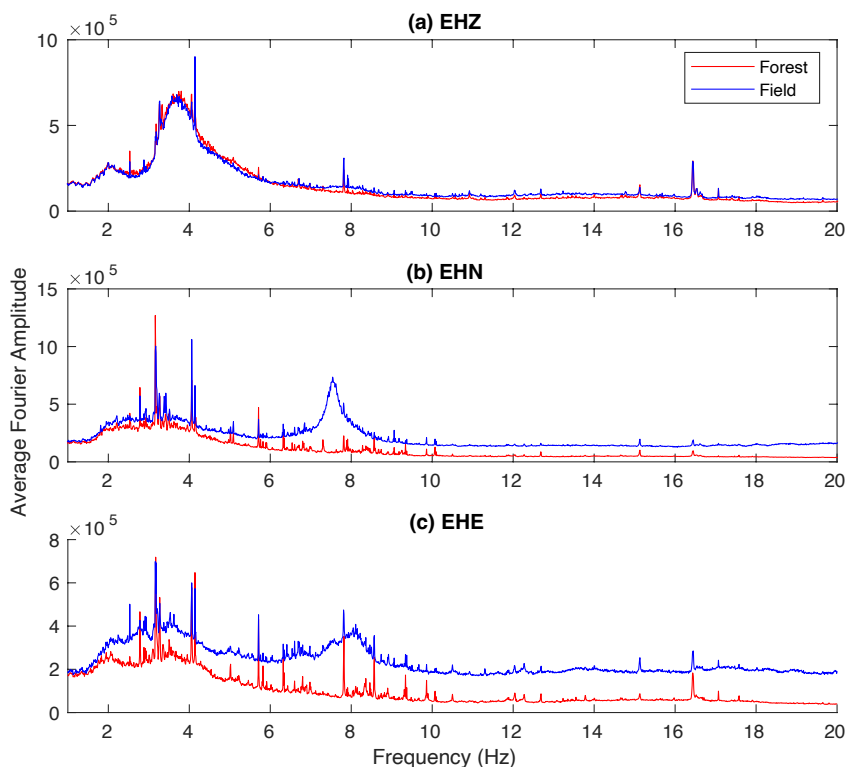 (a) EHZ
× 10 5
10
5
0
2 4 6 8 10 12 14 16 18 20
Forest
Field
(b) EHN
× 10 5
15
10
5
0
2 4 6 8 10 12 14 16 18 20
Average Fourier Amplitude
(c) EHE
× 10 5
8
6
4
2
0
2 4 6 8 10 12 14 16 18 20
Frequency (Hz)